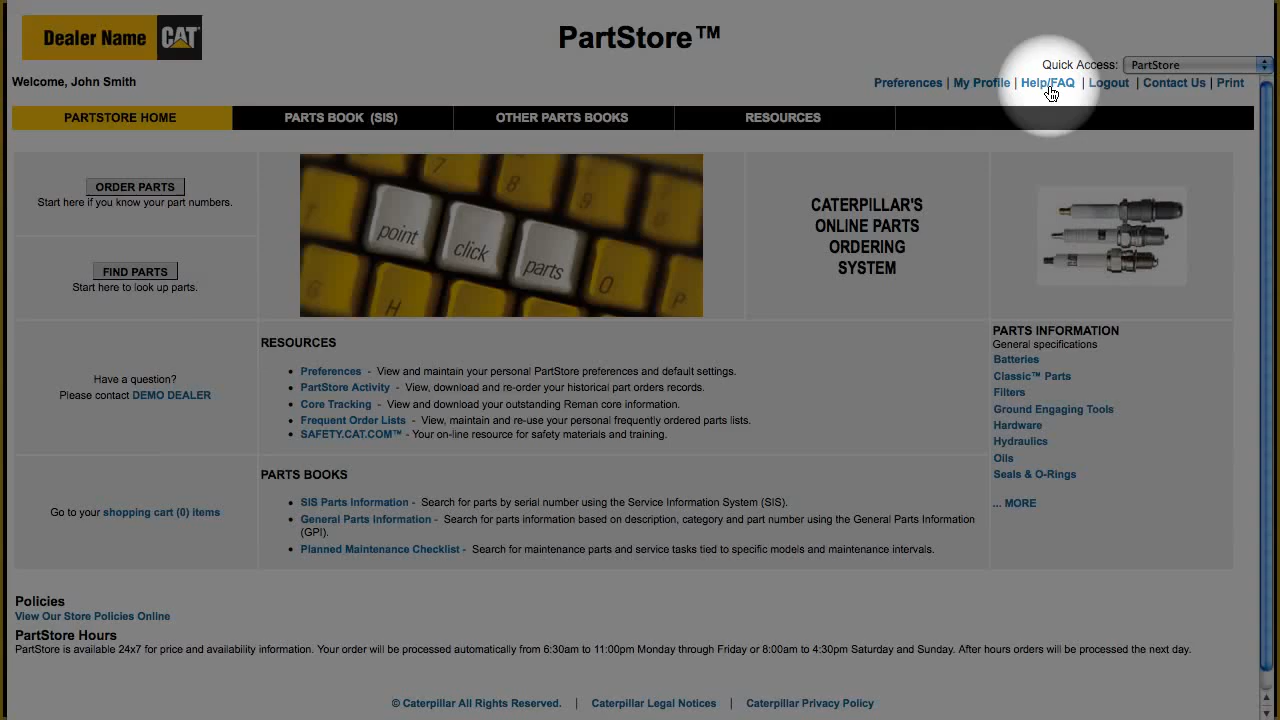 Dealer Name CAT
PartStore™
Quick Access: PartStore
Welcome, John Smith
Preferences | My Profile | Help/FAQ | Logout | Contact Us | Print
PARTSTORE HOME
PARTS BOOK (SIS)
OTHER PARTS BOOKS
RESOURCES
ORDER PARTS
Start here if you know your part numbers.
FIND PARTS
Start here to look up parts.
7
8
9
6
T
point
click
parts
O
P
G
H
CATERPILLAR'S
ONLINE PARTS
ORDERING
SYSTEM
Have a question?
Please contact DEMO DEALER
RESOURCES
• Preferences - View and maintain your personal PartStore preferences and default settings.
• PartStore Activity - View, download and re-order your historical part orders records.
• Core Tracking - View and download your outstanding Reman core information.
• Frequent Order Lists - View, maintain and re-use your personal frequently ordered parts lists.
• SAFETY.CAT.COM™ - Your on-line resource for safety materials and training.
PARTS INFORMATION
General specifications
Batteries
Classic™ Parts
Filters
Ground Engaging Tools
Hardware
Hydraulics
Oils
Seals & O-Rings
... MORE
Go to your shopping cart (0) items
PARTS BOOKS
• SIS Parts Information - Search for parts by serial number using the Service Information System (SIS).
• General Parts Information - Search for parts information based on description, category and part number using the General Parts Information
(GPI).
• Planned Maintenance Checklist - Search for maintenance parts and service tasks tied to specific models and maintenance intervals.
Policies
View Our Store Policies Online
PartStore Hours
PartStore is available 24x7 for price and availability information. Your order will be processed automatically from 6:30am to 11:00pm Monday through Friday or 8:00am to 4:30pm Saturday and Sunday. After hours orders will be processed the next day.
© Caterpillar All Rights Reserved. | Caterpillar Legal Notices | Caterpillar Privacy Policy